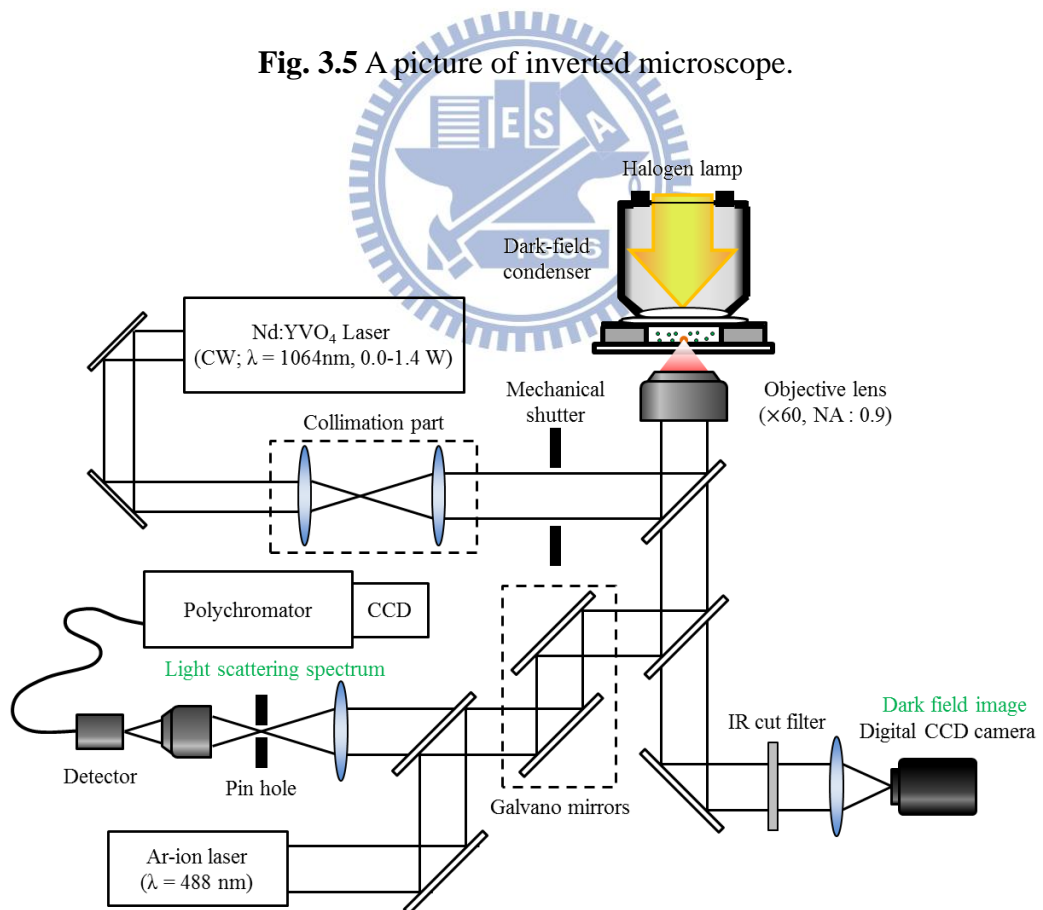 Fig. 3.5 A picture of inverted microscope.
E S A
1896
Halogen lamp
Dark-field
condenser
Nd:YVO₄ Laser
(CW; λ = 1064nm, 0.0-1.4 W)
Mechanical
shutter
Objective lens
(×60, NA : 0.9)
Collimation part
Polychromator
CCD
Light scattering spectrum
Detector
Pin hole
Galvano mirrors
IR cut filter
Dark field image
Digital CCD camera
Ar-ion laser
(λ = 488 nm)